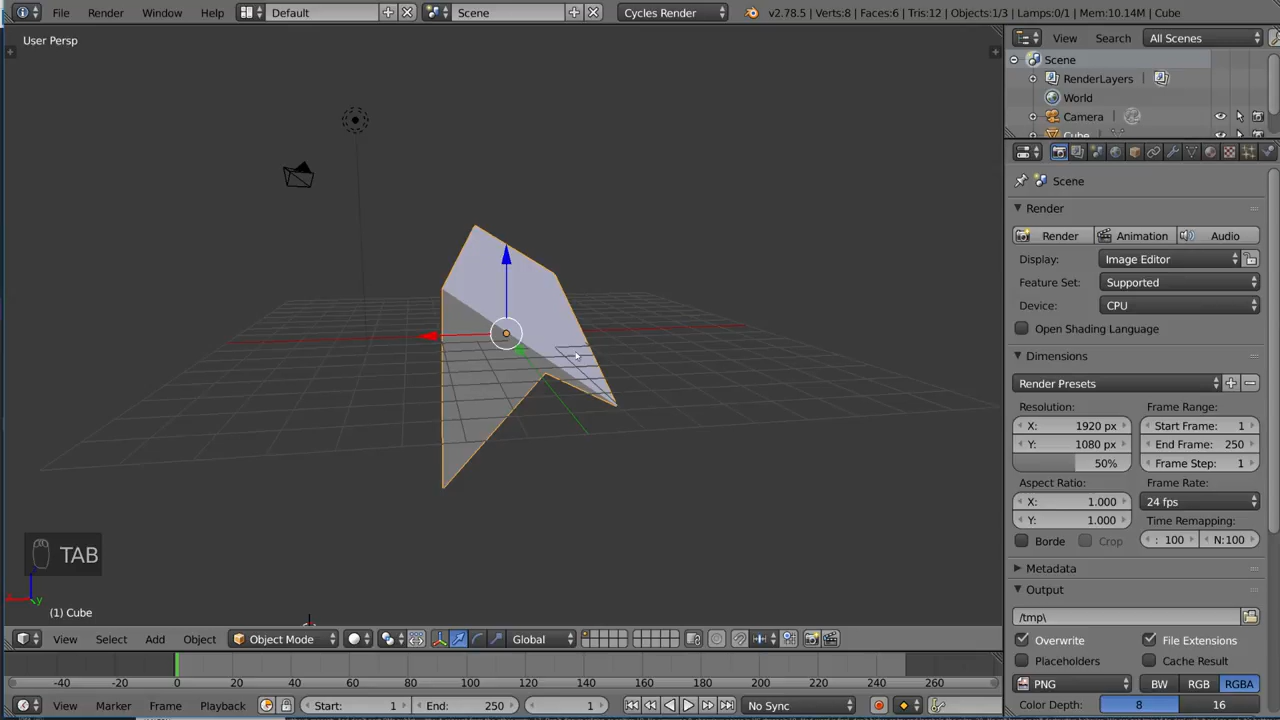 File Render Window Help Default Scene Cycles Render v2.78.5 | Verts:8 | Faces:6 | Tris:12 | Objects:1/3 | Lamps:0/1 | Mem:10.14M | Cube
User Persp
View Search All Scenes
Scene
RenderLayers
World
Camera
Cube
Scene
Render
Render Animation Audio
Display: Image Editor
Feature Set: Supported
Device: CPU
Open Shading Language
Dimensions
Render Presets
Resolution: Frame Range:
X: 1920 px Start Frame: 1
Y: 1080 px End Frame: 250
50% Frame Step: 1
Aspect Ratio: Frame Rate:
X: 1.000 24 fps
Y: 1.000 Time Remapping:
Borde Crop : 100 N:100
Metadata
Output
/tmp\
Overwrite File Extensions
Placeholders Cache Result
PNG BW RGB RGBA
Color Depth: 8 16
TAB
y
(1) Cube
View Select Add Object Object Mode Global
-40 -20 0 20 40 60 80 100 120 140 160 180 200 220 240 260
View Marker Frame Playback Start: 1 End: 250 1 No Sync